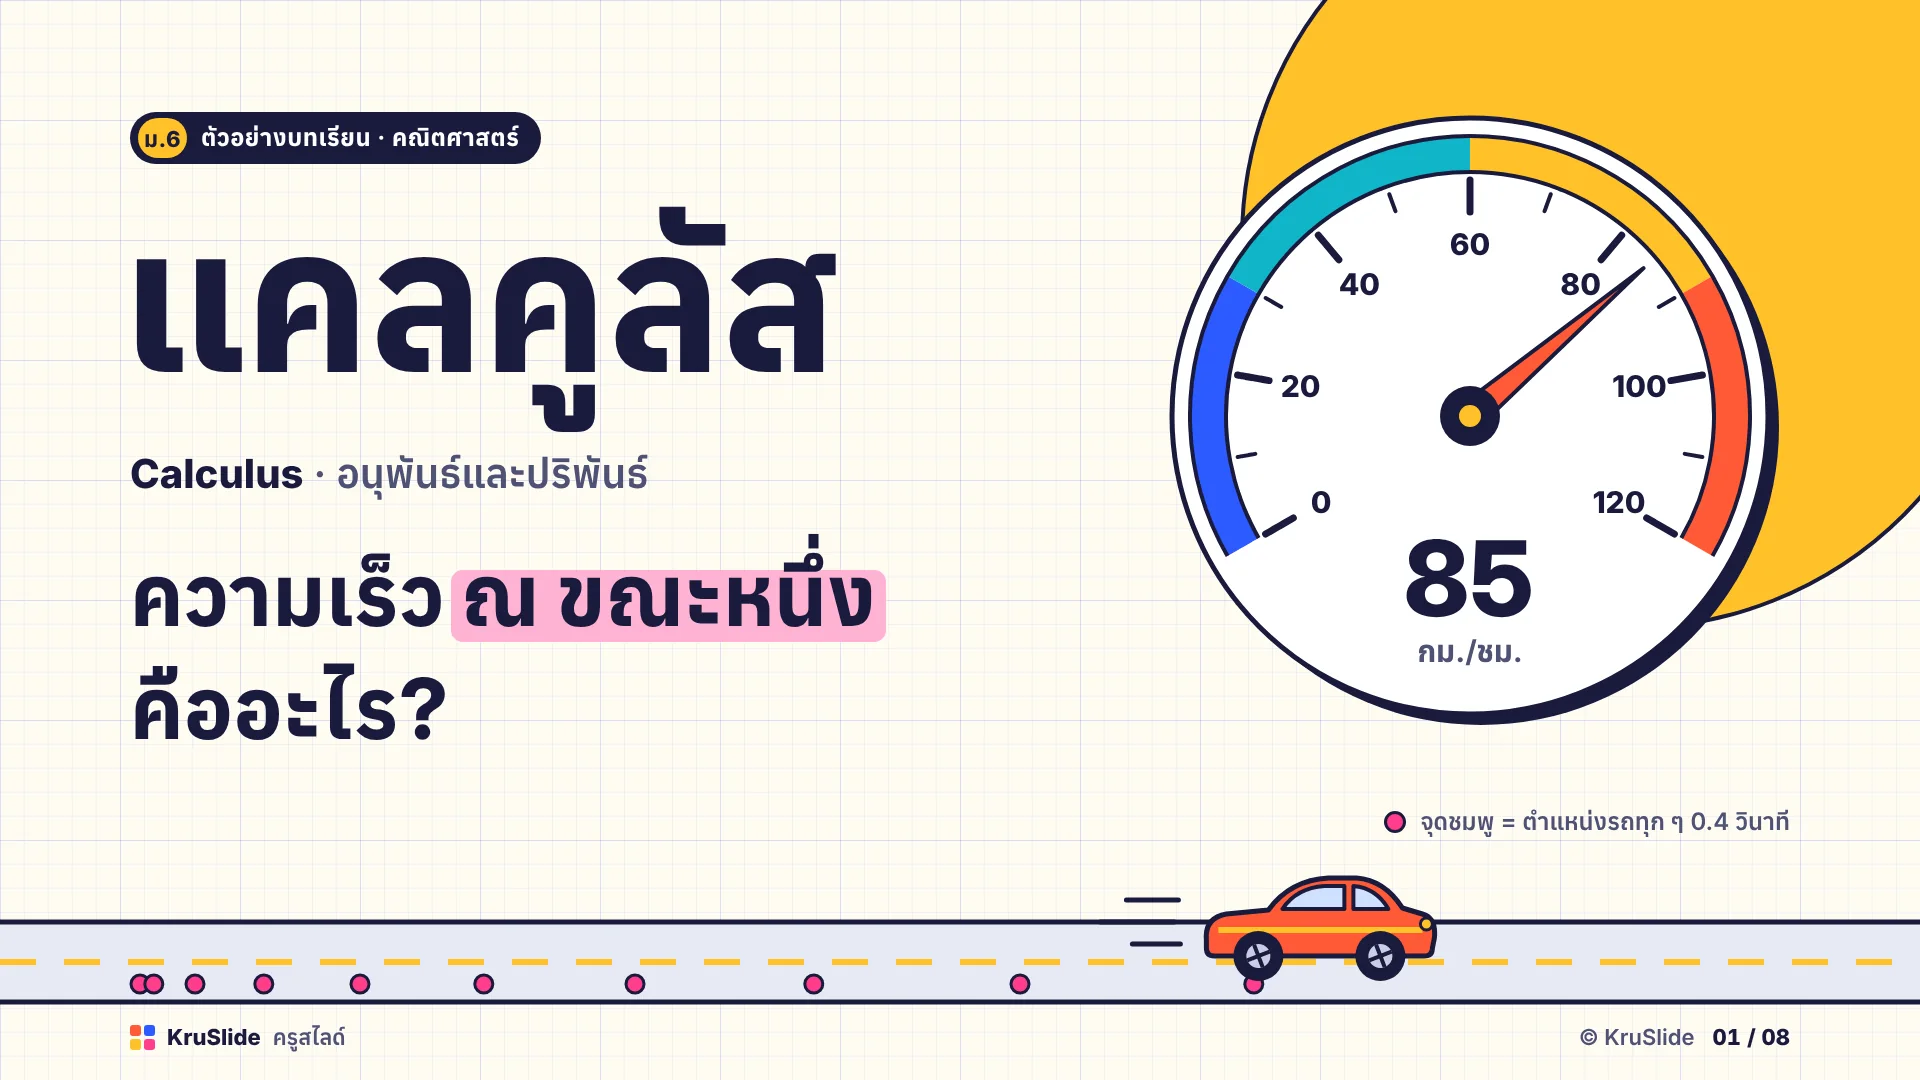 ม.6 ตัวอย่างบทเรียน · คณิตศาสตร์
แคลคูลัส
Calculus · อนุพันธ์และปริพันธ์
ความเร็ว ณ ขณะหนึ่ง
คืออะไร?
0
20
40
60
80
100
120
85
กม./ชม.
จุดชมพู = ตำแหน่งรถทุก ๆ 0.4 วินาที
KruSlide ครูสไลด์
© KruSlide 01 / 08